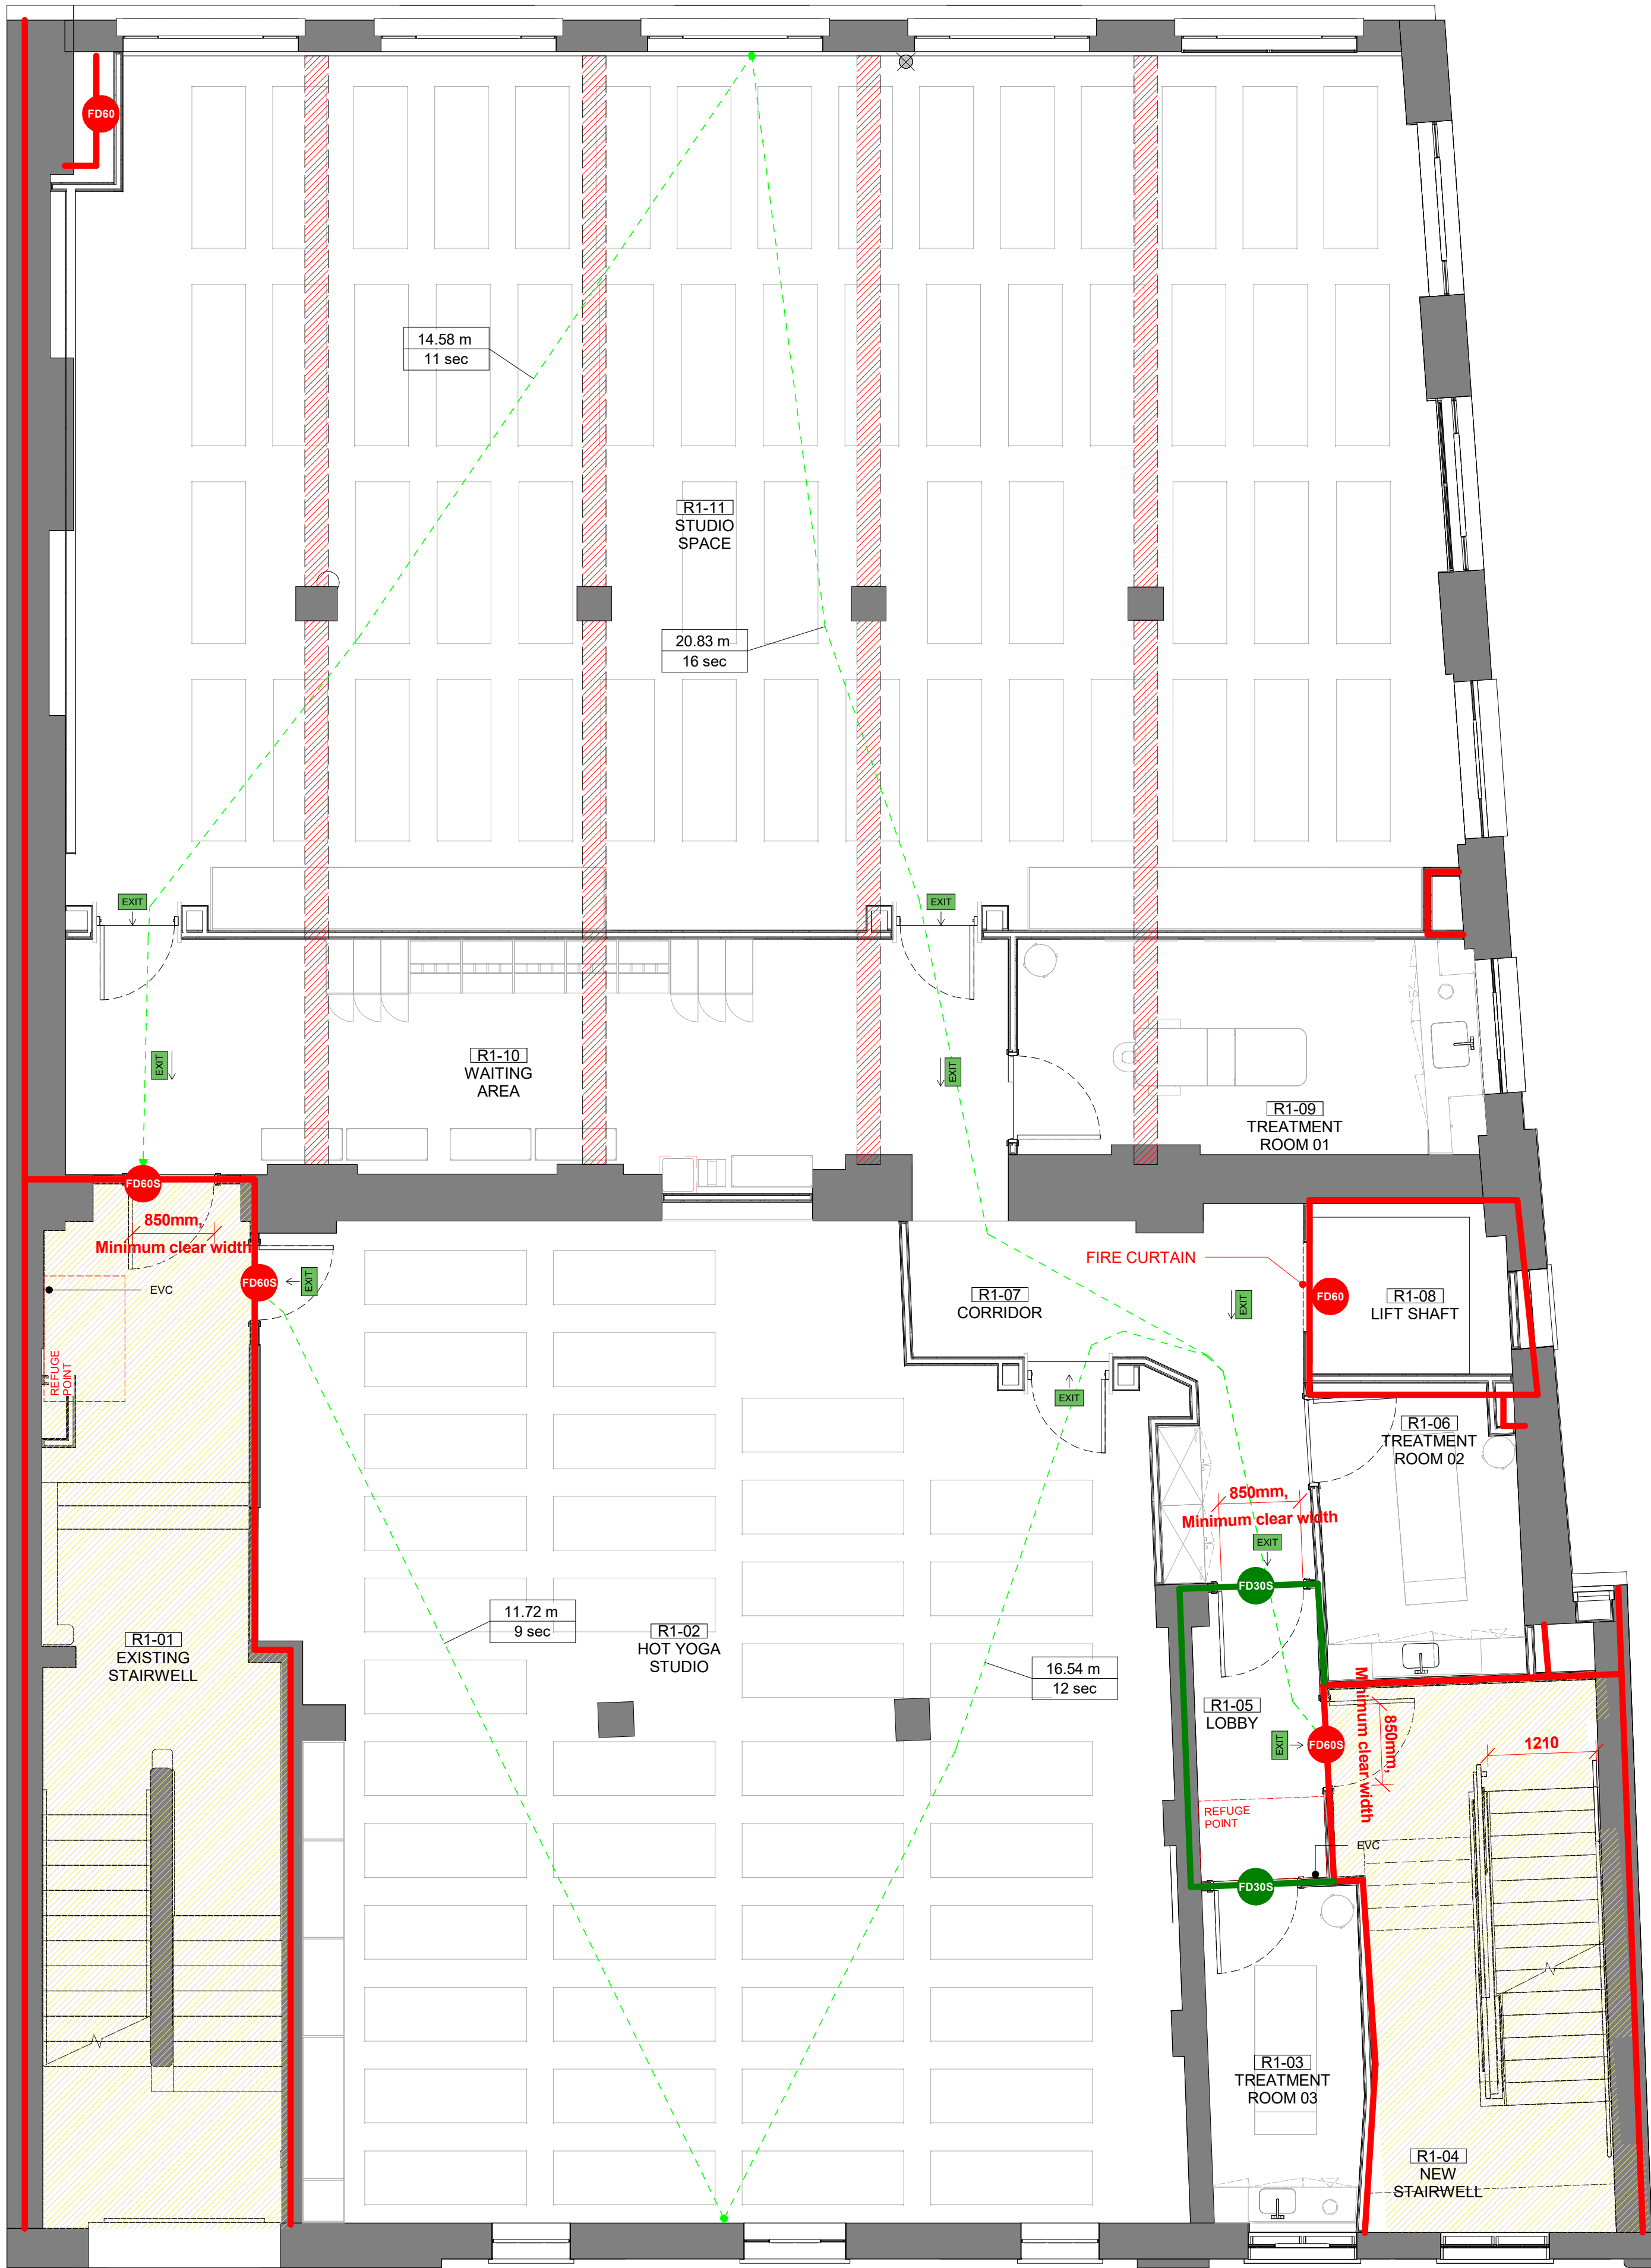 FD60
14.58 m
11 sec
R1-11
STUDIO
SPACE
20.83 m
16 sec
EXIT
EXIT
EXIT
R1-10
WAITING
AREA
EXIT
R1-09
TREATMENT
ROOM 01
FD60S
850mm,
Minimum clear width
FD60S
EXIT
EVC
REFUGE
POINT
FIRE CURTAIN
R1-07
CORRIDOR
EXIT
FD60
R1-08
LIFT SHAFT
EXIT
R1-06
TREATMENT
ROOM 02
850mm,
Minimum clear width
EXIT
FD30S
11.72 m
9 sec
R1-01
EXISTING
STAIRWELL
R1-02
HOT YOGA
STUDIO
16.54 m
12 sec
R1-05
LOBBY
EXIT
FD60S
850mm,
Minimum clear width
1210
REFUGE
POINT
EVC
FD30S
R1-03
TREATMENT
ROOM 03
R1-04
NEW
STAIRWELL